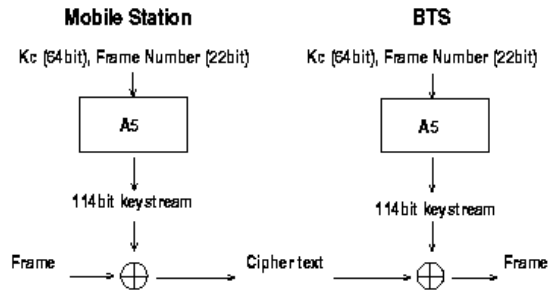 Mobile Station BTS
Kc (64bit), Frame Number (22bit) Kc (64bit), Frame Number (22bit)
A5 A5
114bit keystream 114bit keystream
Frame Cipher text Frame